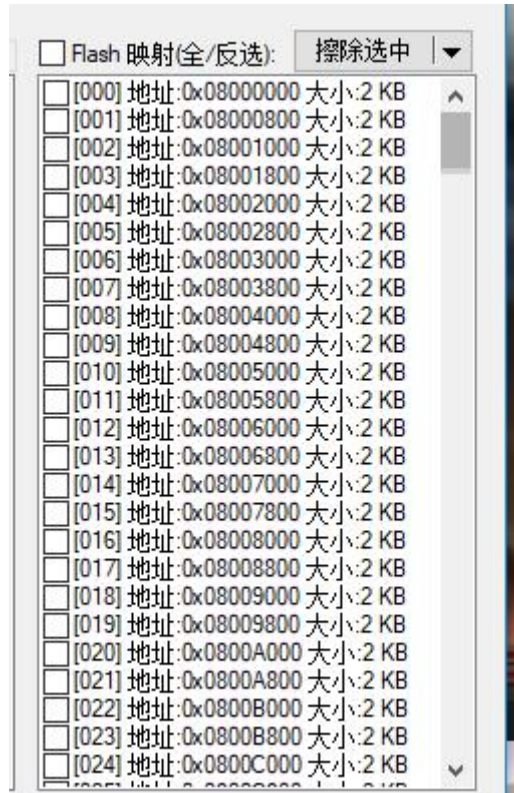 Flash 映射(全/反选): 擦除选中
[000] 地址:0x08000000 大小:2 KB
[001] 地址:0x08000800 大小:2 KB
[002] 地址:0x08001000 大小:2 KB
[003] 地址:0x08001800 大小:2 KB
[004] 地址:0x08002000 大小:2 KB
[005] 地址:0x08002800 大小:2 KB
[006] 地址:0x08003000 大小:2 KB
[007] 地址:0x08003800 大小:2 KB
[008] 地址:0x08004000 大小:2 KB
[009] 地址:0x08004800 大小:2 KB
[010] 地址:0x08005000 大小:2 KB
[011] 地址:0x08005800 大小:2 KB
[012] 地址:0x08006000 大小:2 KB
[013] 地址:0x08006800 大小:2 KB
[014] 地址:0x08007000 大小:2 KB
[015] 地址:0x08007800 大小:2 KB
[016] 地址:0x08008000 大小:2 KB
[017] 地址:0x08008800 大小:2 KB
[018] 地址:0x08009000 大小:2 KB
[019] 地址:0x08009800 大小:2 KB
[020] 地址:0x0800A000 大小:2 KB
[021] 地址:0x0800A800 大小:2 KB
[022] 地址:0x0800B000 大小:2 KB
[023] 地址:0x0800B800 大小:2 KB
[024] 地址:0x0800C000 大小:2 KB